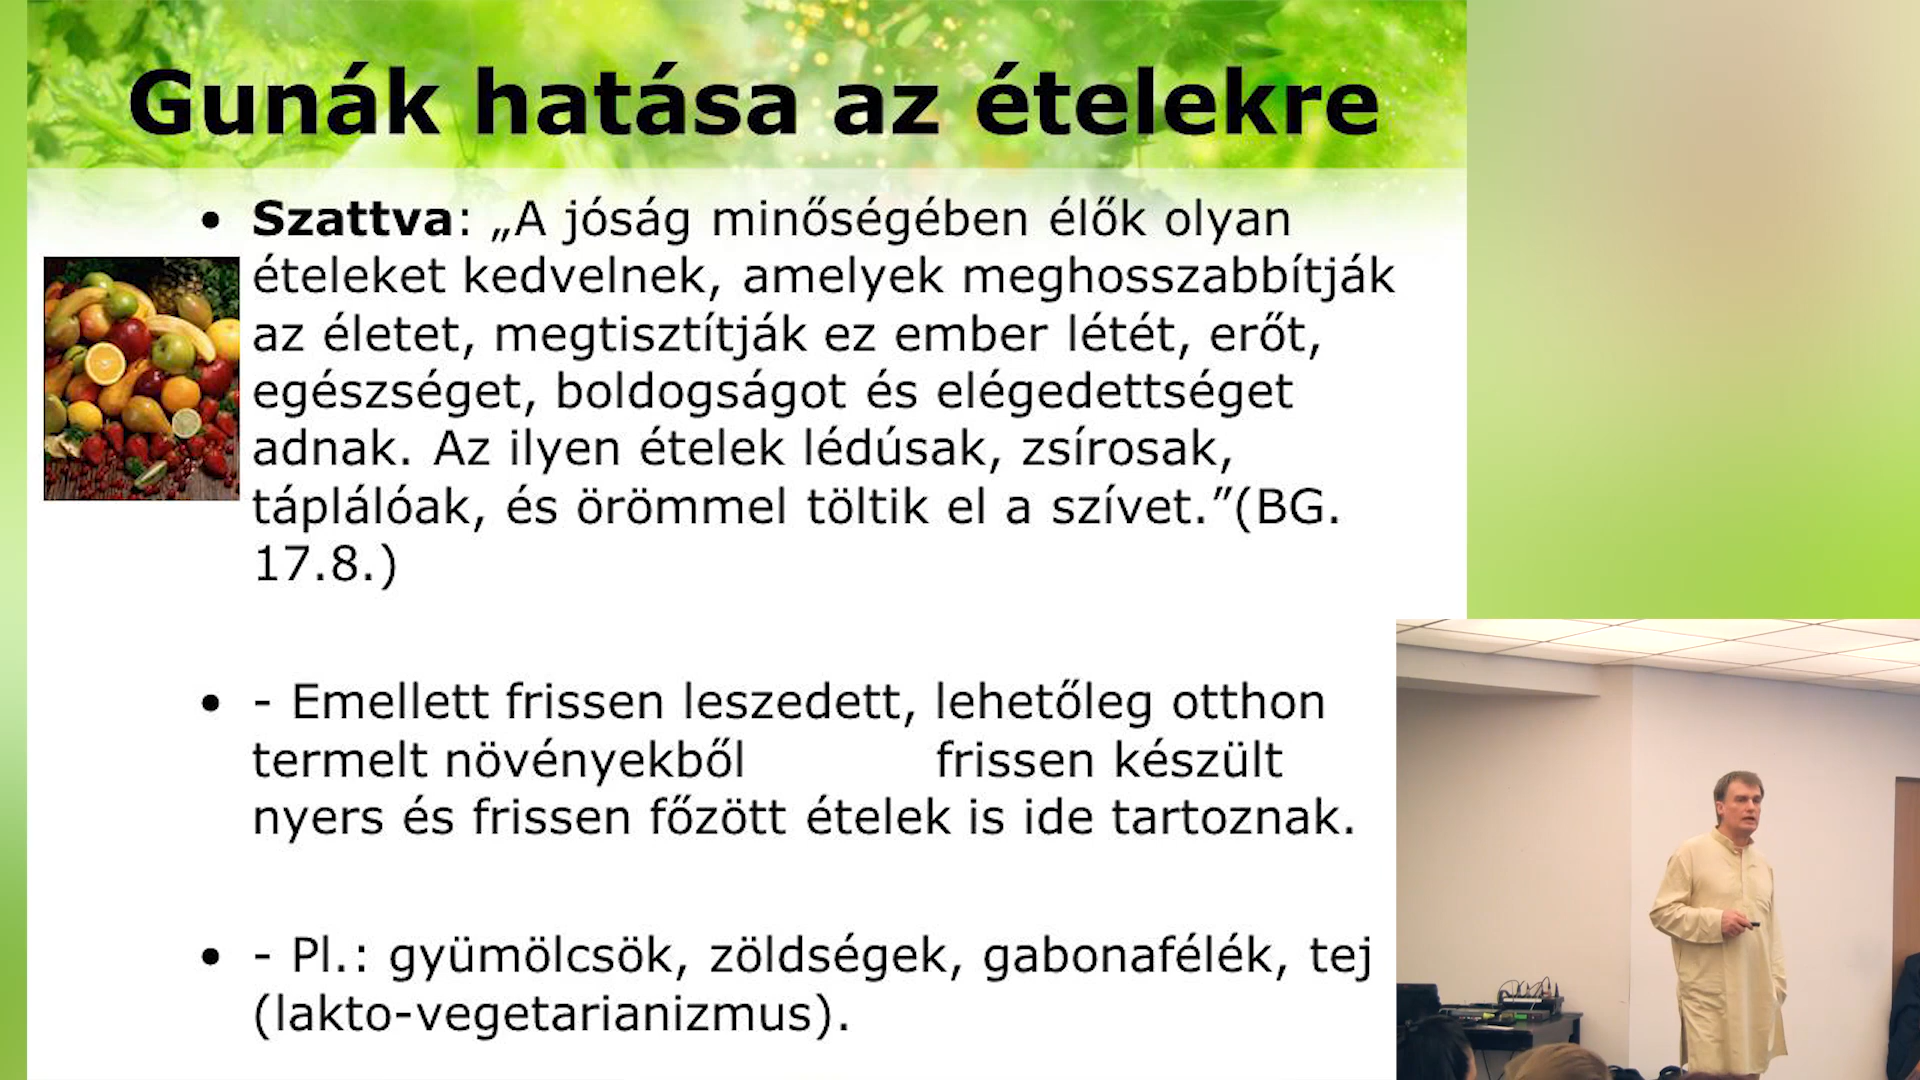 Gunák hatása az ételekre
• Szattva: „A jóság minőségében élők olyan
ételeket kedvelnek, amelyek meghosszabbítják
az életet, megtisztítják ez ember létét, erőt,
egészséget, boldogságot és elégedettséget
adnak. Az ilyen ételek lédúsak, zsírosak,
táplálóak, és örömmel töltik el a szívet.”(BG.
17.8.)
• - Emellett frissen leszedett, lehetőleg otthon
termelt növényekből frissen készült
nyers és frissen főzött ételek is ide tartoznak.
• - Pl.: gyümölcsök, zöldségek, gabonafélék, tej
(lakto-vegetarianizmus).